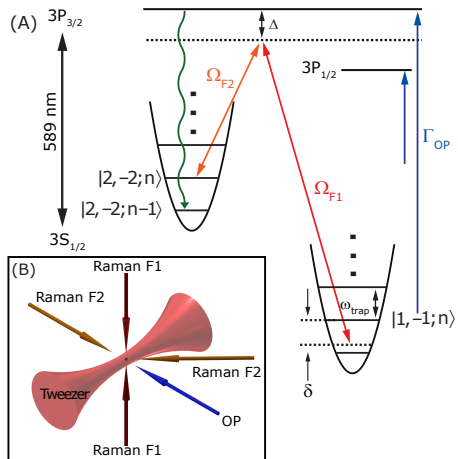 (A)
3P3/2
Δ
3P1/2
589 nm
ΩF2
ΓOP
|2,-2;n⟩
ΩF1
|2,-2;n-1⟩
3S1/2
ωtrap
|1,-1;n⟩
δ
(B)
Raman F1
Raman F2
Raman F2
Tweezer
OP
Raman F1